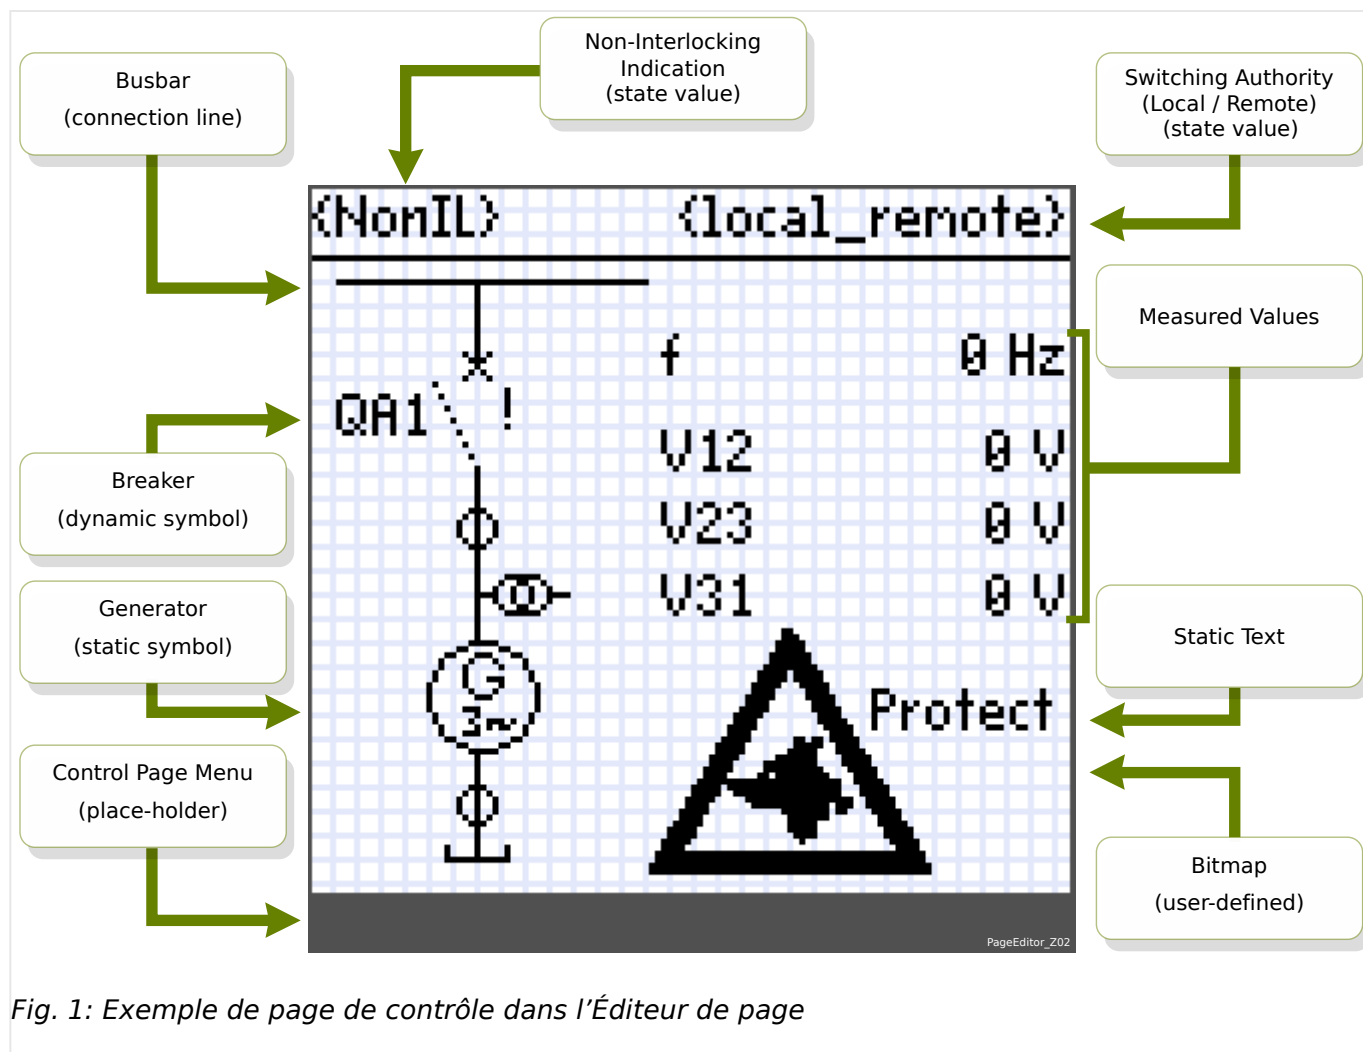 Non-Interlocking
Indication
(state value)
Busbar
(connection line)
Switching Authority
(Local / Remote)
(state value)
{NonIL}
{local_remote}
Measured Values
f 0 Hz
QA1 !
V12 0 V
Breaker
(dynamic symbol)
V23 0 V
V31 0 V
Generator
(static symbol)
Static Text
G
3~
Protect
Control Page Menu
(place-holder)
Bitmap
(user-defined)
PageEditor_Z02
Fig. 1: Exemple de page de contrôle dans l’Éditeur de page